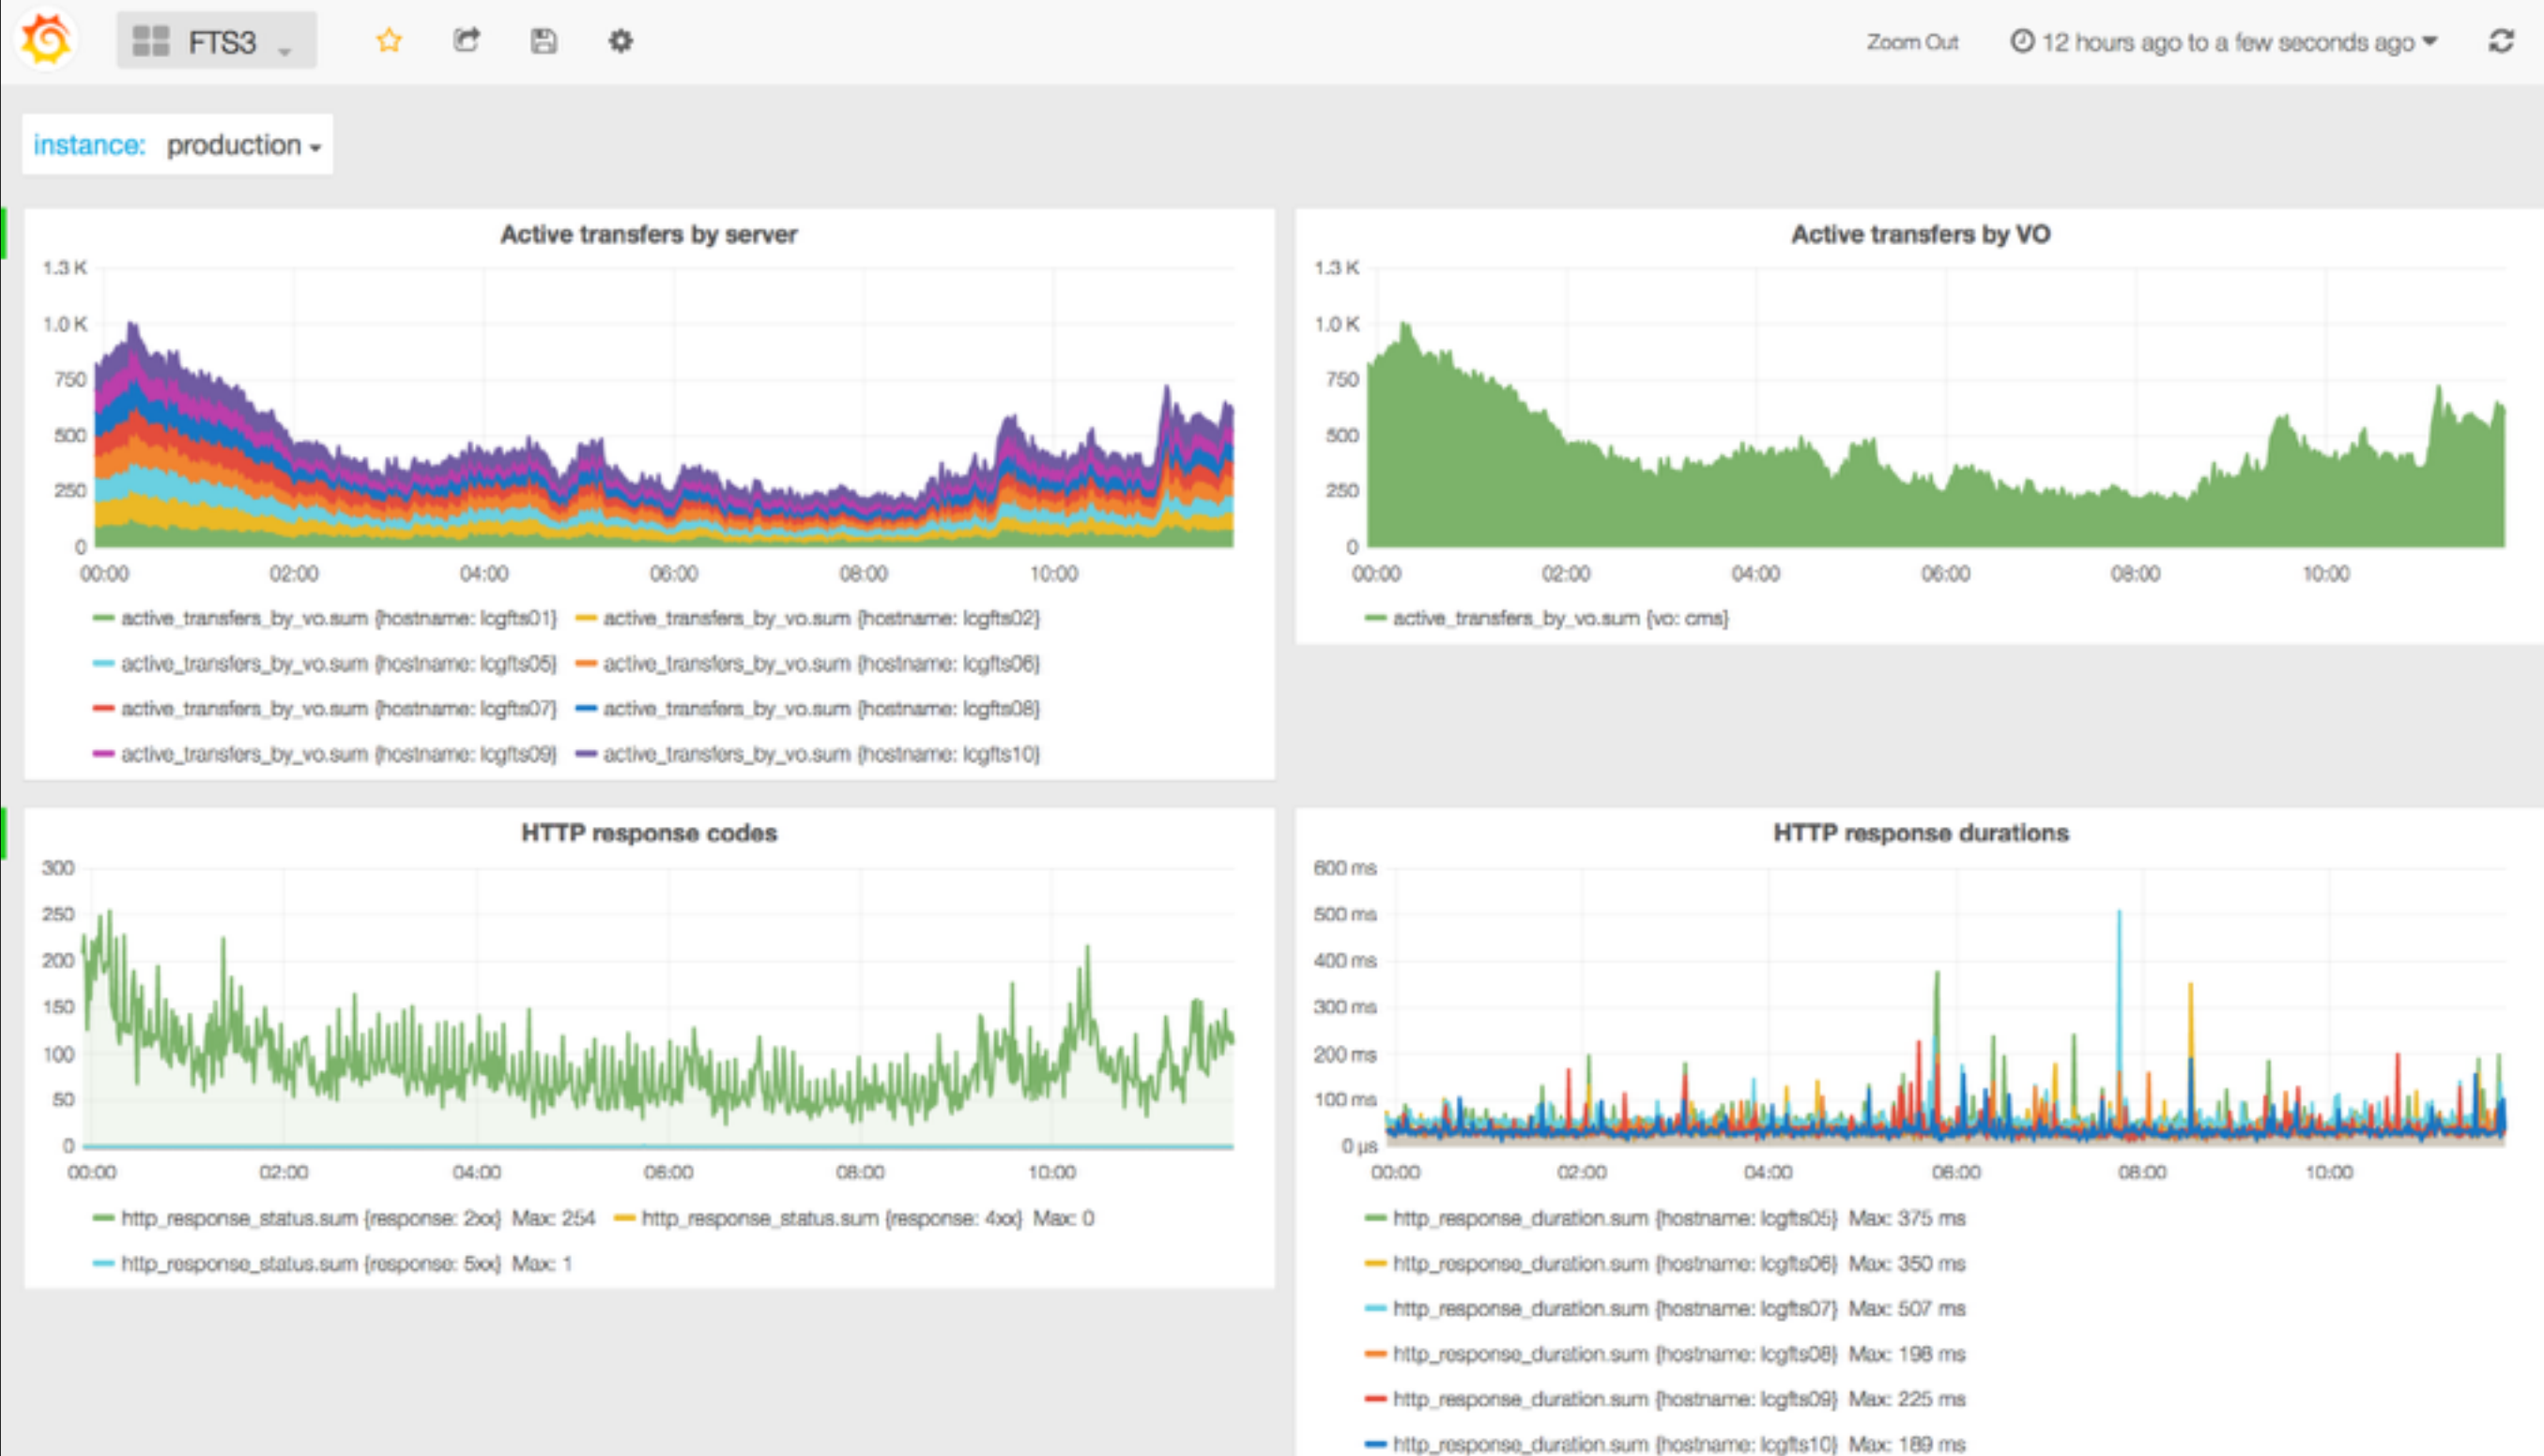 FTS3
Zoom Out 12 hours ago to a few seconds ago
instance: production
Active transfers by server
1.3 K
1.0 K
750
500
250
0
00:00 02:00 04:00 06:00 08:00 10:00
active_transfers_by_vo.sum {hostname: lcgfts01} active_transfers_by_vo.sum {hostname: lcgfts02}
active_transfers_by_vo.sum {hostname: lcgfts05} active_transfers_by_vo.sum {hostname: lcgfts06}
active_transfers_by_vo.sum {hostname: lcgfts07} active_transfers_by_vo.sum {hostname: lcgfts08}
active_transfers_by_vo.sum {hostname: lcgfts09} active_transfers_by_vo.sum {hostname: lcgfts10}
Active transfers by VO
1.3 K
1.0 K
750
500
250
0
00:00 02:00 04:00 06:00 08:00 10:00
active_transfers_by_vo.sum {vo: cms}
HTTP response codes
300
250
200
150
100
50
0
00:00 02:00 04:00 06:00 08:00 10:00
http_response_status.sum {response: 2xx} Max: 254 http_response_status.sum {response: 4xx} Max: 0
http_response_status.sum {response: 5xx} Max: 1
HTTP response durations
600 ms
500 ms
400 ms
300 ms
200 ms
100 ms
0 µs
00:00 02:00 04:00 06:00 08:00 10:00
http_response_duration.sum {hostname: lcgfts05} Max: 375 ms
http_response_duration.sum {hostname: lcgfts06} Max: 350 ms
http_response_duration.sum {hostname: lcgfts07} Max: 507 ms
http_response_duration.sum {hostname: lcgfts08} Max: 198 ms
http_response_duration.sum {hostname: lcgfts09} Max: 225 ms
http_response_duration.sum {hostname: lcgfts10} Max: 189 ms